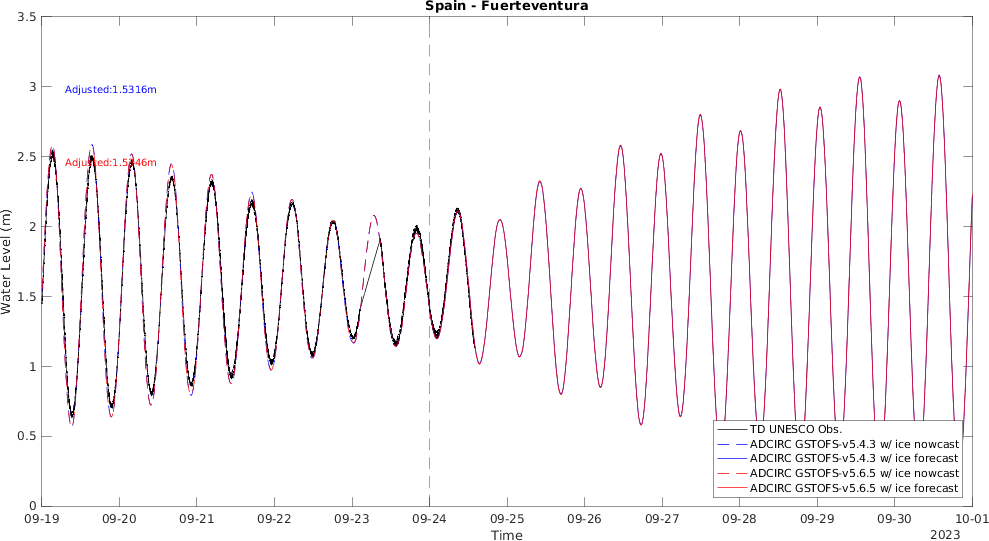 Spain - Fuerteventura
3.5
3
2.5
2
1.5
1
0.5
0
Water Level (m)
Adjusted:1.5316m
Adjusted:1.5346m
TD UNESCO Obs.
ADCIRC GSTOFS-v5.4.3 w/ ice nowcast
ADCIRC GSTOFS-v5.4.3 w/ ice forecast
ADCIRC GSTOFS-v5.6.5 w/ ice nowcast
ADCIRC GSTOFS-v5.6.5 w/ ice forecast
09-19 09-20 09-21 09-22 09-23 09-24 09-25 09-26 09-27 09-28 09-29 09-30 10-01
Time
2023